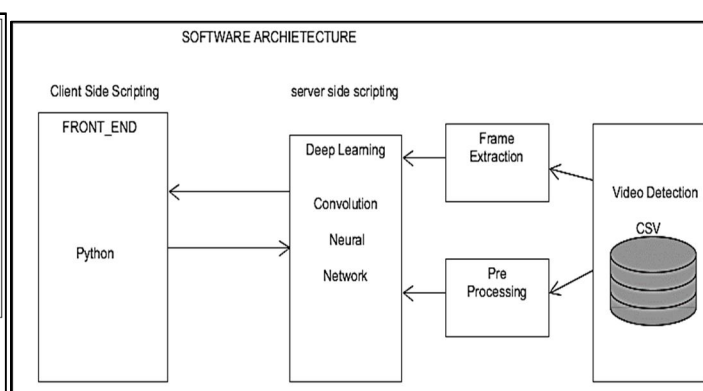 SOFTWARE ARCHIETECTURE
Client Side Scripting
server side scripting
FRONT_END
Python
Deep Learning
Convolution
Neural
Network
Frame
Extraction
Pre
Processing
Video Detection
CSV